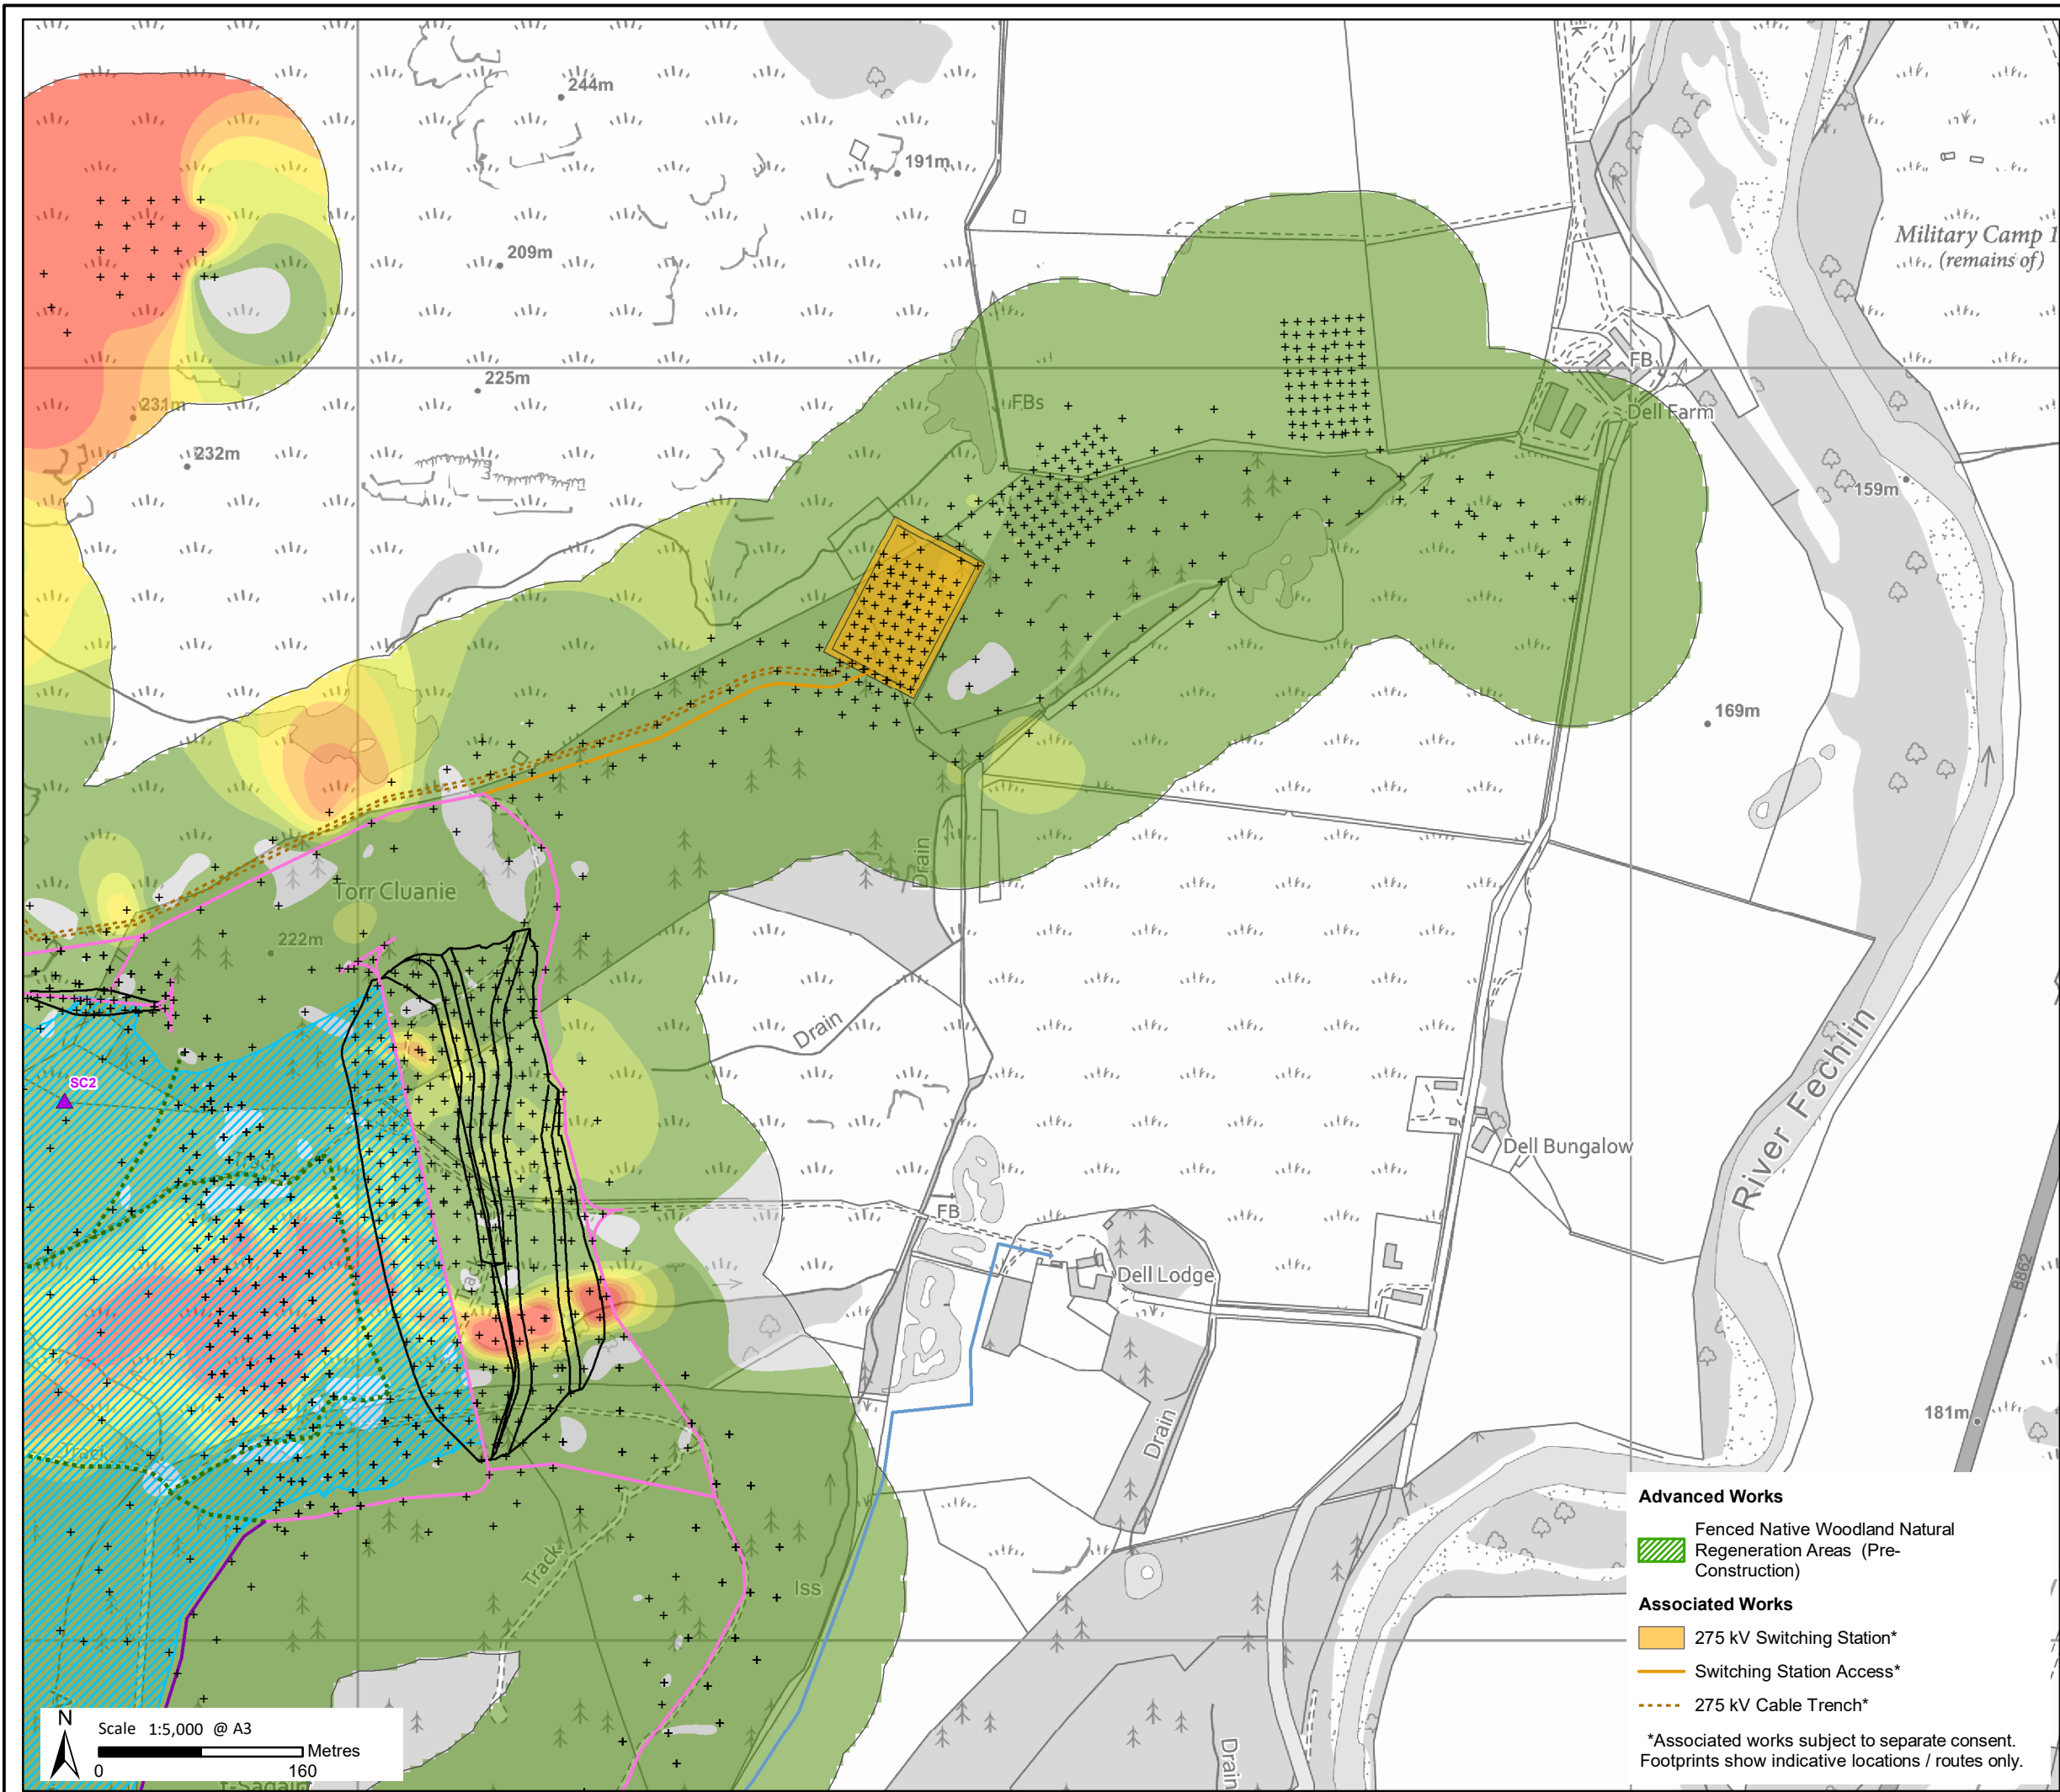 244m
191m
209m
Military Camp 1
(remains of)
225m
FB
231m
FBs
Dell Farm
232m
159m
169m
Drain
Torr Cluanie
222m
Drain
River Fechlin
SC2
Track
Dell Bungalow
FB
B862
Dell Lodge
181m
Drain
Track
Track
Iss
Drain
Advanced Works
Fenced Native Woodland Natural
Regeneration Areas (Pre-
Construction)
Associated Works
275 kV Switching Station*
Switching Station Access*
275 kV Cable Trench*
*Associated works subject to separate consent.
Footprints show indicative locations / routes only.
N
Scale 1:5,000 @ A3
Metres
0 160